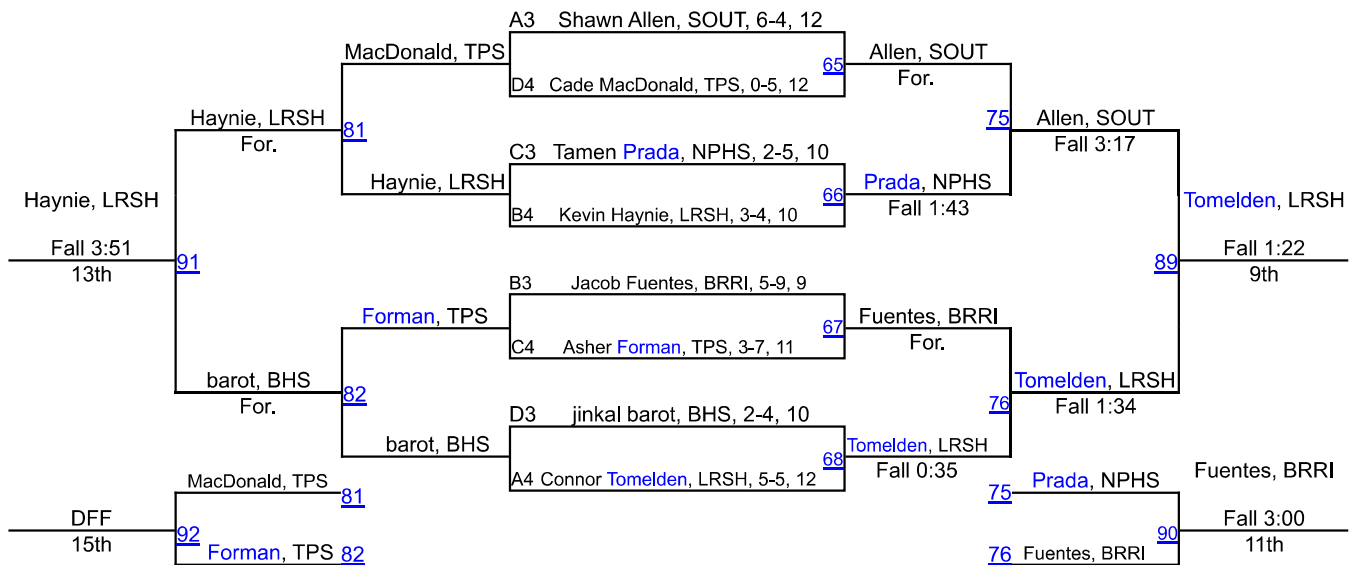 A3 Shawn Allen, SOUT, 6-4, 12
MacDonald, TPS
65
Allen, SOUT
For.
D4 Cade MacDonald, TPS, 0-5, 12
Haynie, LRSH
For.
81
75
Allen, SOUT
Fall 3:17
C3 Tamen Prada, NPHS, 2-5, 10
Haynie, LRSH
66
Prada, NPHS
Fall 1:43
B4 Kevin Haynie, LRSH, 3-4, 10
Haynie, LRSH
Fall 3:51
13th
91
Tomelden, LRSH
89
Fall 1:22
9th
B3 Jacob Fuentes, BRRI, 5-9, 9
Forman, TPS
67
Fuentes, BRRI
For.
C4 Asher Forman, TPS, 3-7, 11
barot, BHS
For.
82
76
Tomelden, LRSH
Fall 1:34
D3 jinkal barot, BHS, 2-4, 10
barot, BHS
68
Tomelden, LRSH
Fall 0:35
A4 Connor Tomelden, LRSH, 5-5, 12
MacDonald, TPS
81
75
Prada, NPHS
Fuentes, BRRI
DFF
15th
92
90
Fall 3:00
11th
Forman, TPS
82
76
Fuentes, BRRI